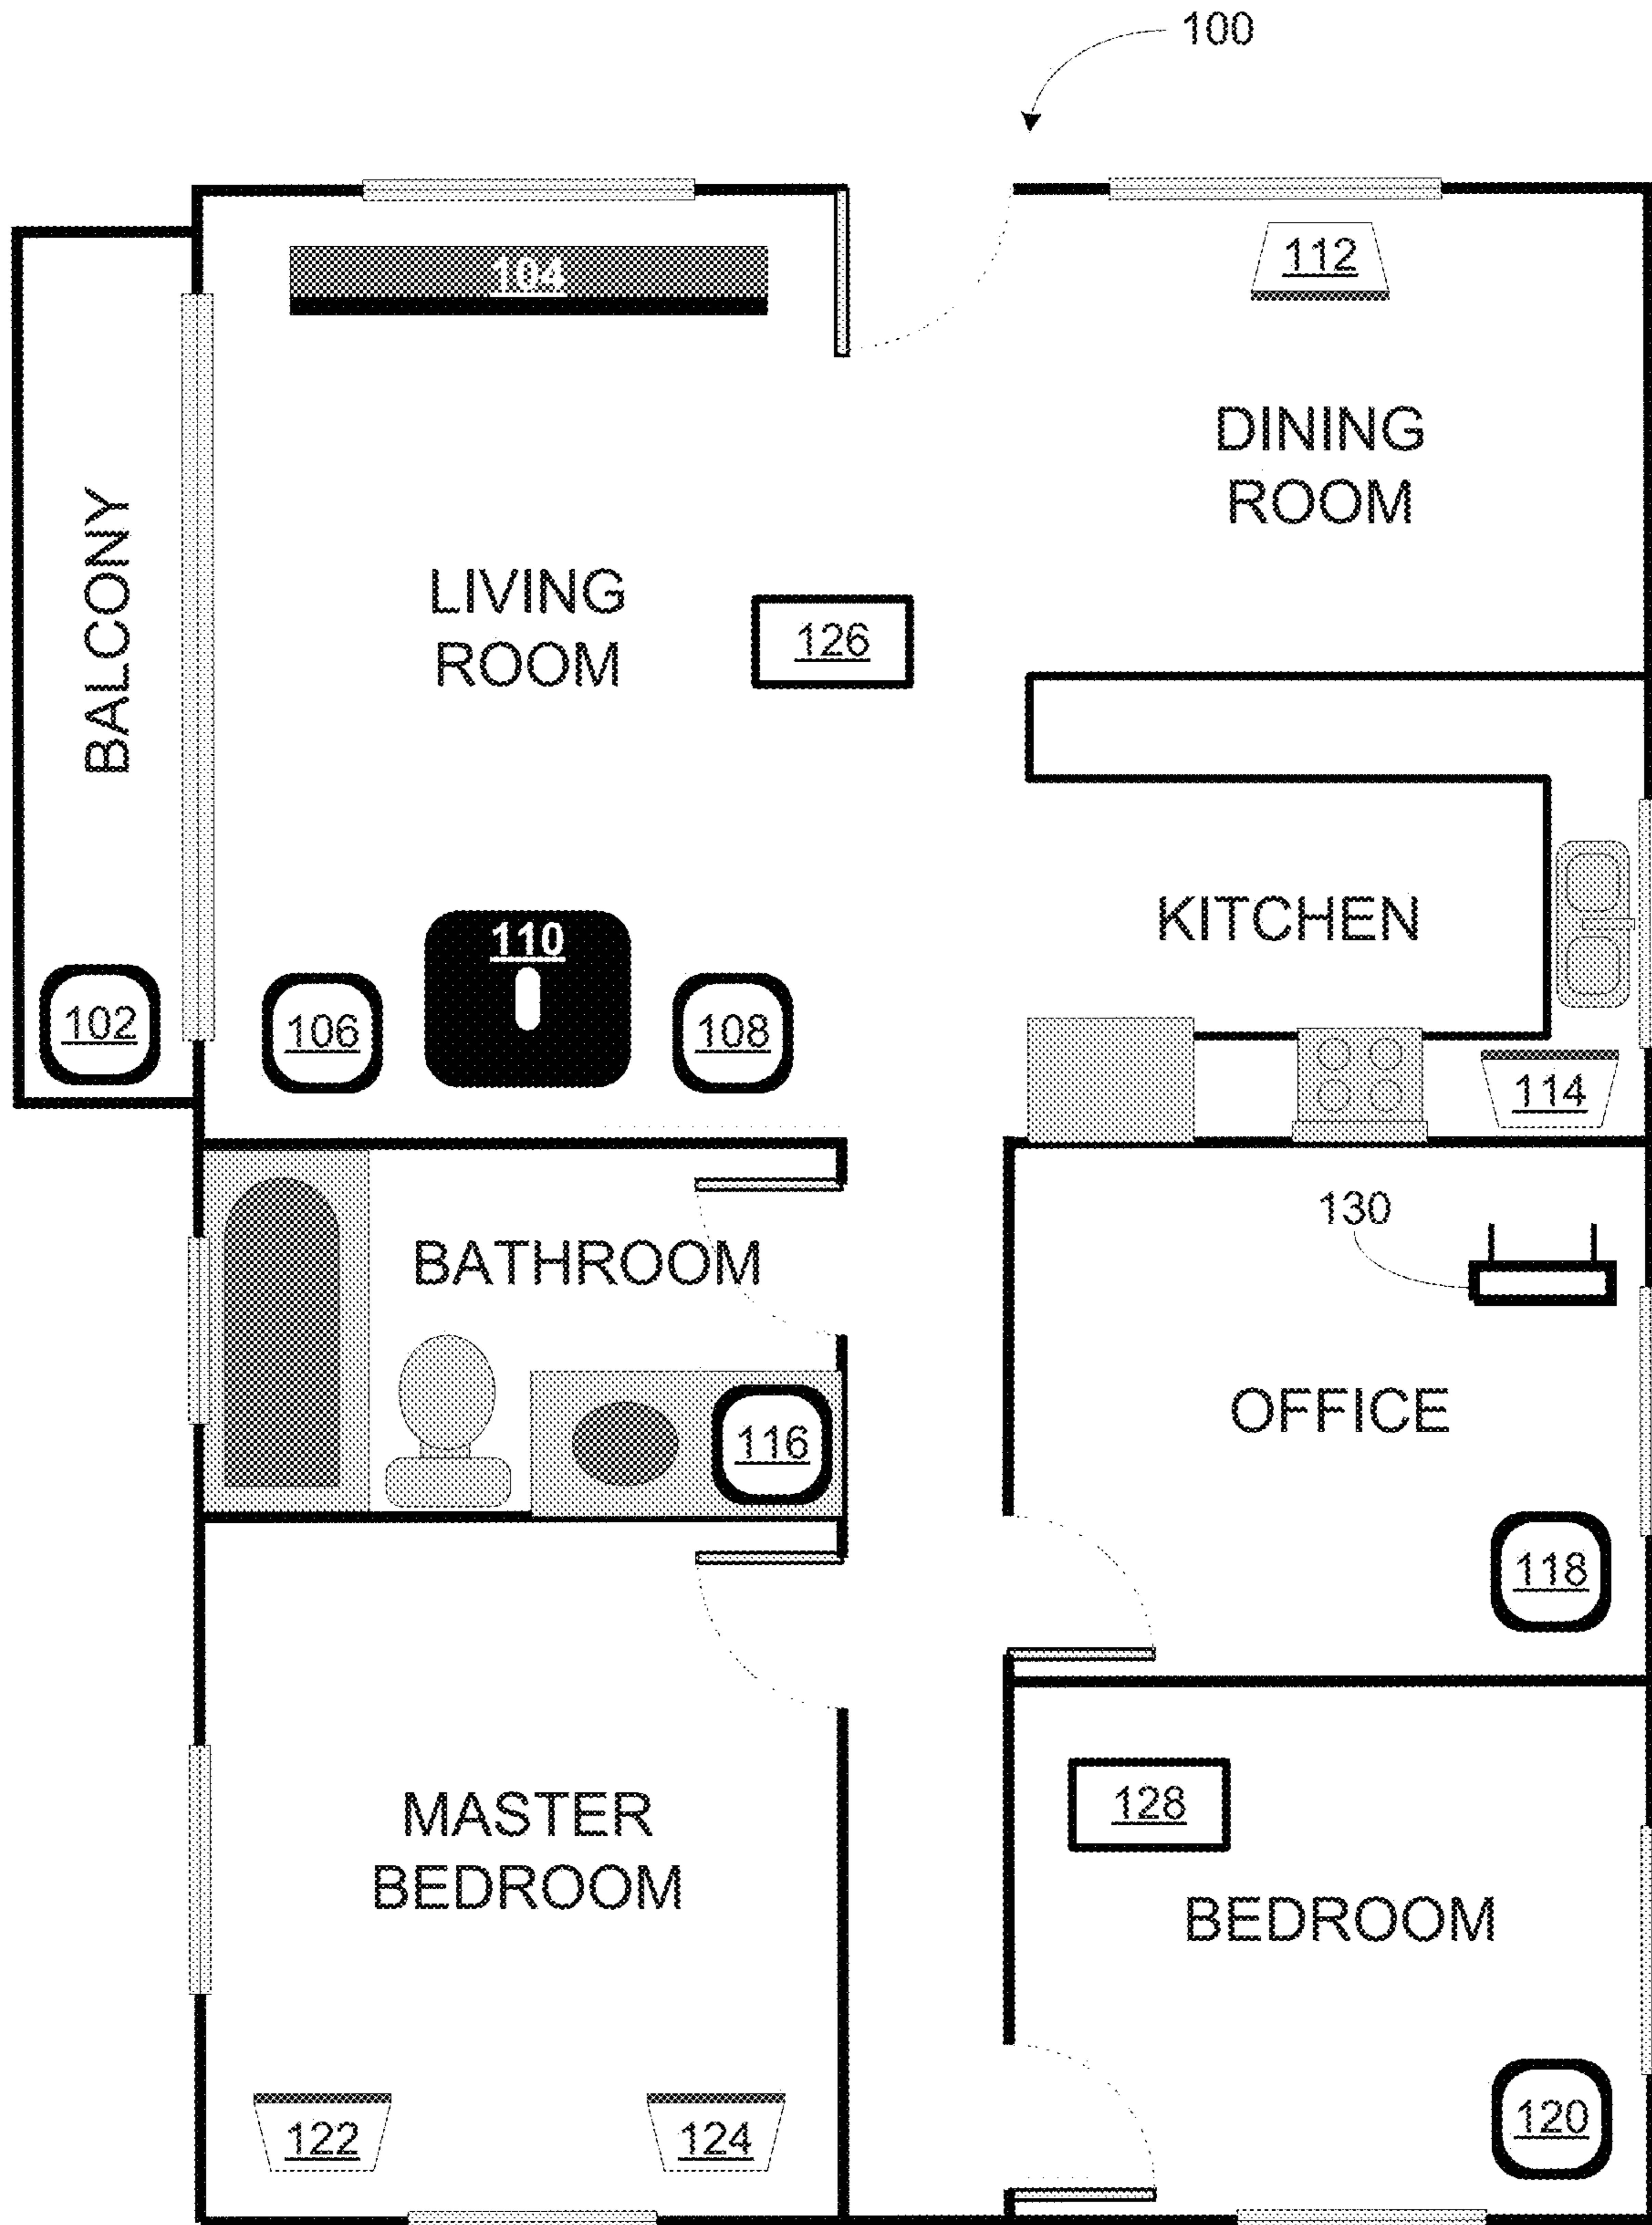 100
104
112
DINING
ROOM
BALCONY
LIVING
ROOM
126
110
KITCHEN
102
106
108
114
130
BATHROOM
OFFICE
116
118
128
MASTER
BEDROOM
BEDROOM
122
124
120